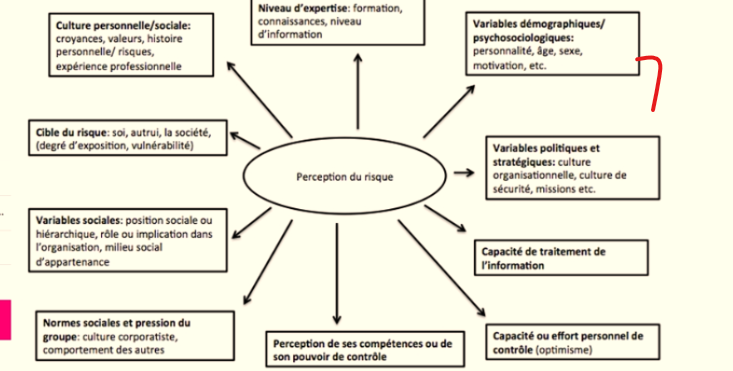 Niveau d'expertise: formation,
connaissances, niveau
d'information
Culture personnelle/sociale:
croyances, valeurs, histoire
personnelle/ risques,
expérience professionnelle
Variables démographiques/
psychosociologiques:
personnalité, âge, sexe,
motivation, etc.
Cible du risque: soi, autrui, la société,
(degré d'exposition, vulnérabilité)
Perception du risque
Variables politiques et
stratégiques: culture
organisationnelle, culture de
sécurité, missions etc.
Variables sociales: position sociale ou
hiérarchique, rôle ou implication dans
l'organisation, milieu social
d'appartenance
Capacité de traitement de
l'information
Normes sociales et pression du
groupe: culture corporatiste,
comportement des autres
Perception de ses compétences ou de
son pouvoir de contrôle
Capacité ou effort personnel de
contrôle (optimisme)